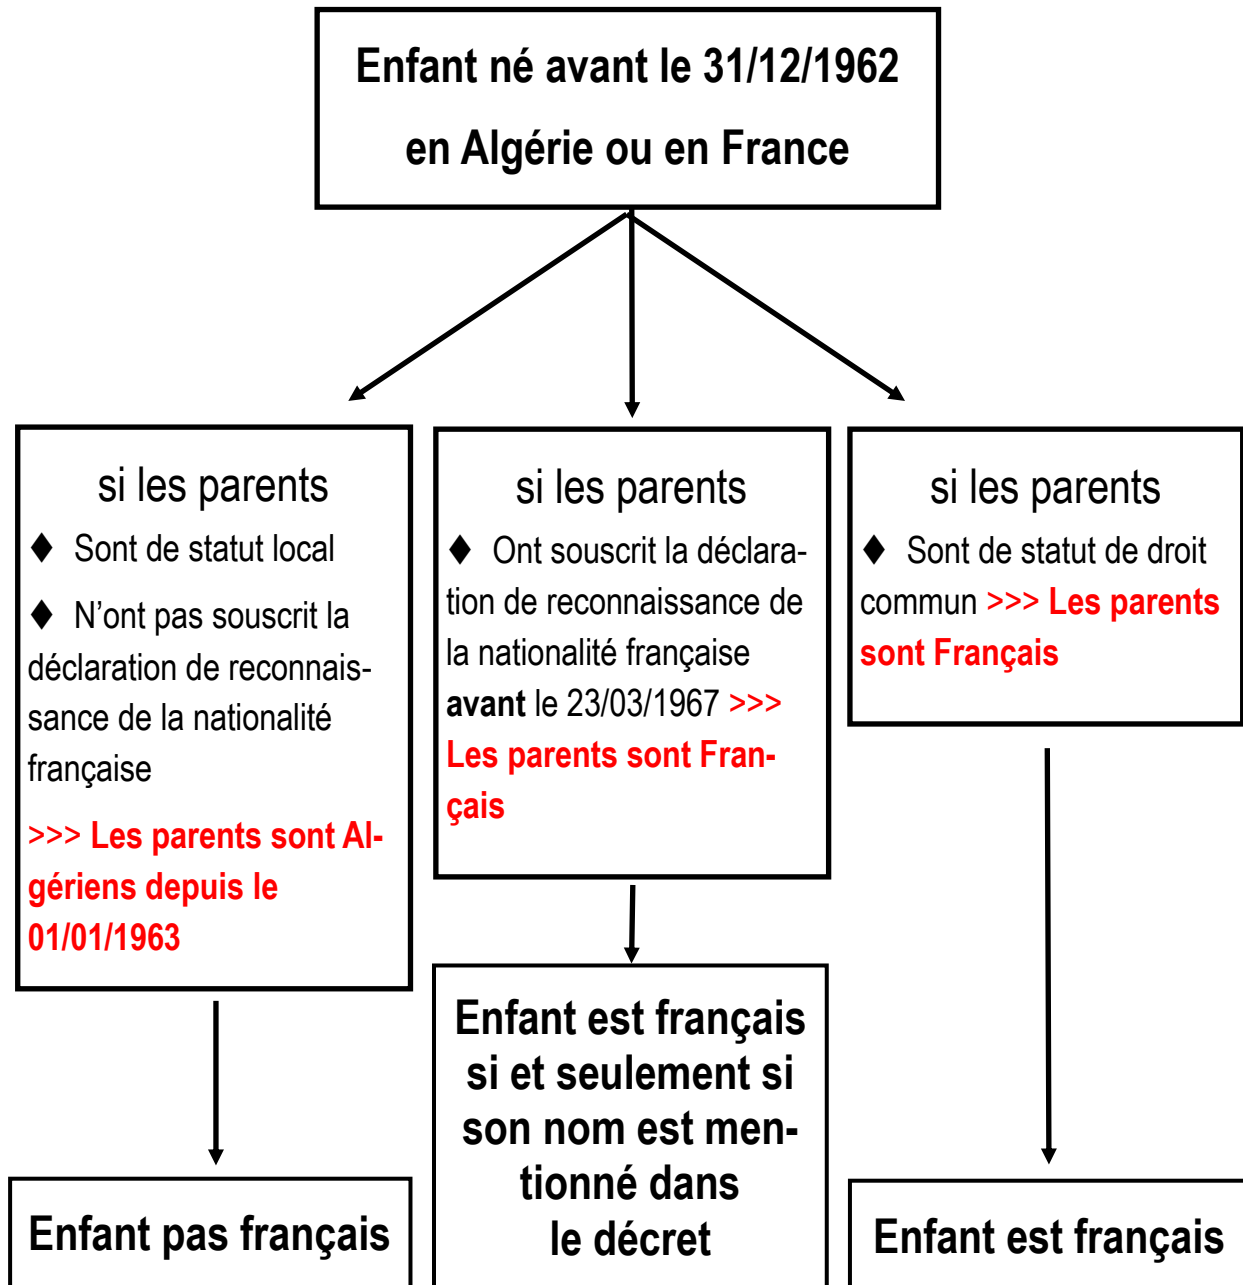 Enfant né avant le 31/12/1962
en Algérie ou en France
si les parents
♦ Sont de statut local
♦ N'ont pas souscrit la
déclaration de reconnais-
sance de la nationalité
française
>>> Les parents sont Al-
gériens depuis le
01/01/1963
si les parents
♦ Ont souscrit la déclara-
tion de reconnaissance de
la nationalité française
avant le 23/03/1967 >>>
Les parents sont Fran-
çais
si les parents
♦ Sont de statut de droit
commun >>> Les parents
sont Français
Enfant pas français
Enfant est français
si et seulement si
son nom est men-
tionné dans
le décret
Enfant est français